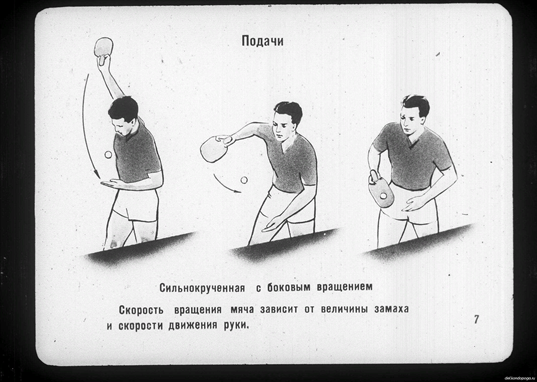 Подачи
Сильнокрученная с боковым вращением
Скорость вращения мяча зависит от величины замаха
и скорости движения руки.
7